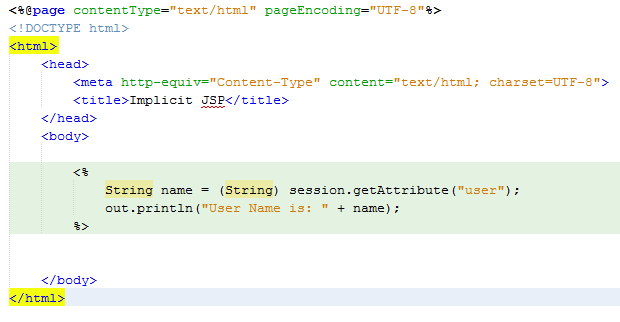 <%@page contentType="text/html" pageEncoding="UTF-8"%>
<!DOCTYPE html>
<html>
<head>
<meta http-equiv="Content-Type" content="text/html; charset=UTF-8">
<title>Implicit JSP</title>
</head>
<body>
<%
String name = (String) session.getAttribute("user");
out.println("User Name is: " + name);
%>
</body>
</html>